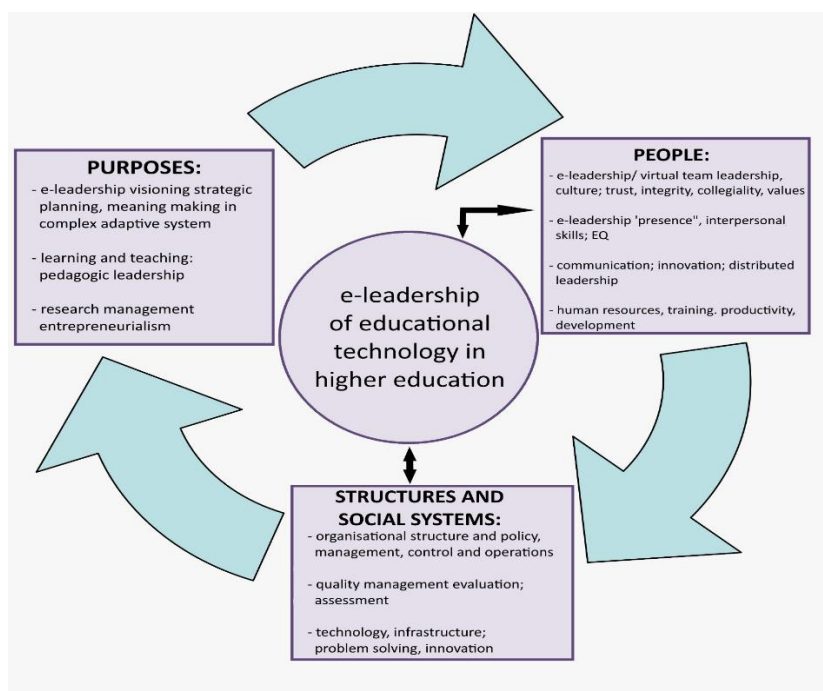 PURPOSES:
- e-leadership visioning strategic
planning, meaning making in
complex adaptive system
- learning and teaching:
pedagogic leadership
- research management
entrepreneurialism
PEOPLE:
- e-leadership/ virtual team leadership,
culture; trust, integrity, collegiality, values
- e-leadership 'presence", interpersonal
skills; EQ
- communication; innovation; distributed
leadership
- human resources, training. productivity,
development
e-leadership
of educational
technology in
higher education
STRUCTURES AND
SOCIAL SYSTEMS:
- organisational structure and policy,
management, control and operations
- quality management evaluation;
assessment
- technology, infrastructure;
problem solving, innovation